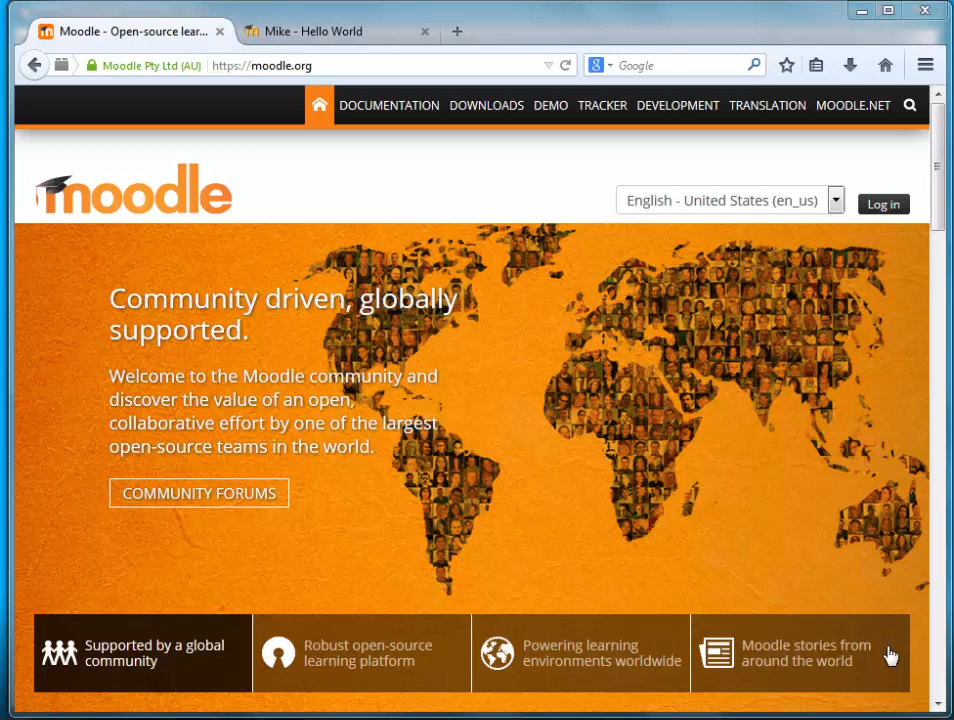 Moodle - Open-source lear...
Mike - Hello World
Moodle Pty Ltd (AU)
https://moodle.org
Google
DOCUMENTATION DOWNLOADS DEMO TRACKER DEVELOPMENT TRANSLATION MOODLE.NET
moodle
English - United States (en_us)
Log in
Community driven, globally
supported.
Welcome to the Moodle community and
discover the value of an open,
collaborative effort by one of the largest
open-source teams in the world.
COMMUNITY FORUMS
Supported by a global
community
Robust open-source
learning platform
Powering learning
environments worldwide
Moodle stories from
around the world